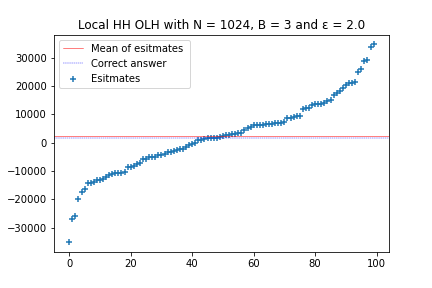 Local HH OLH with N = 1024, B = 3 and ε = 2.0
Mean of esitmates
Correct answer
Esitmates
30000
20000
10000
0
−10000
−20000
−30000
0 20 40 60 80 100